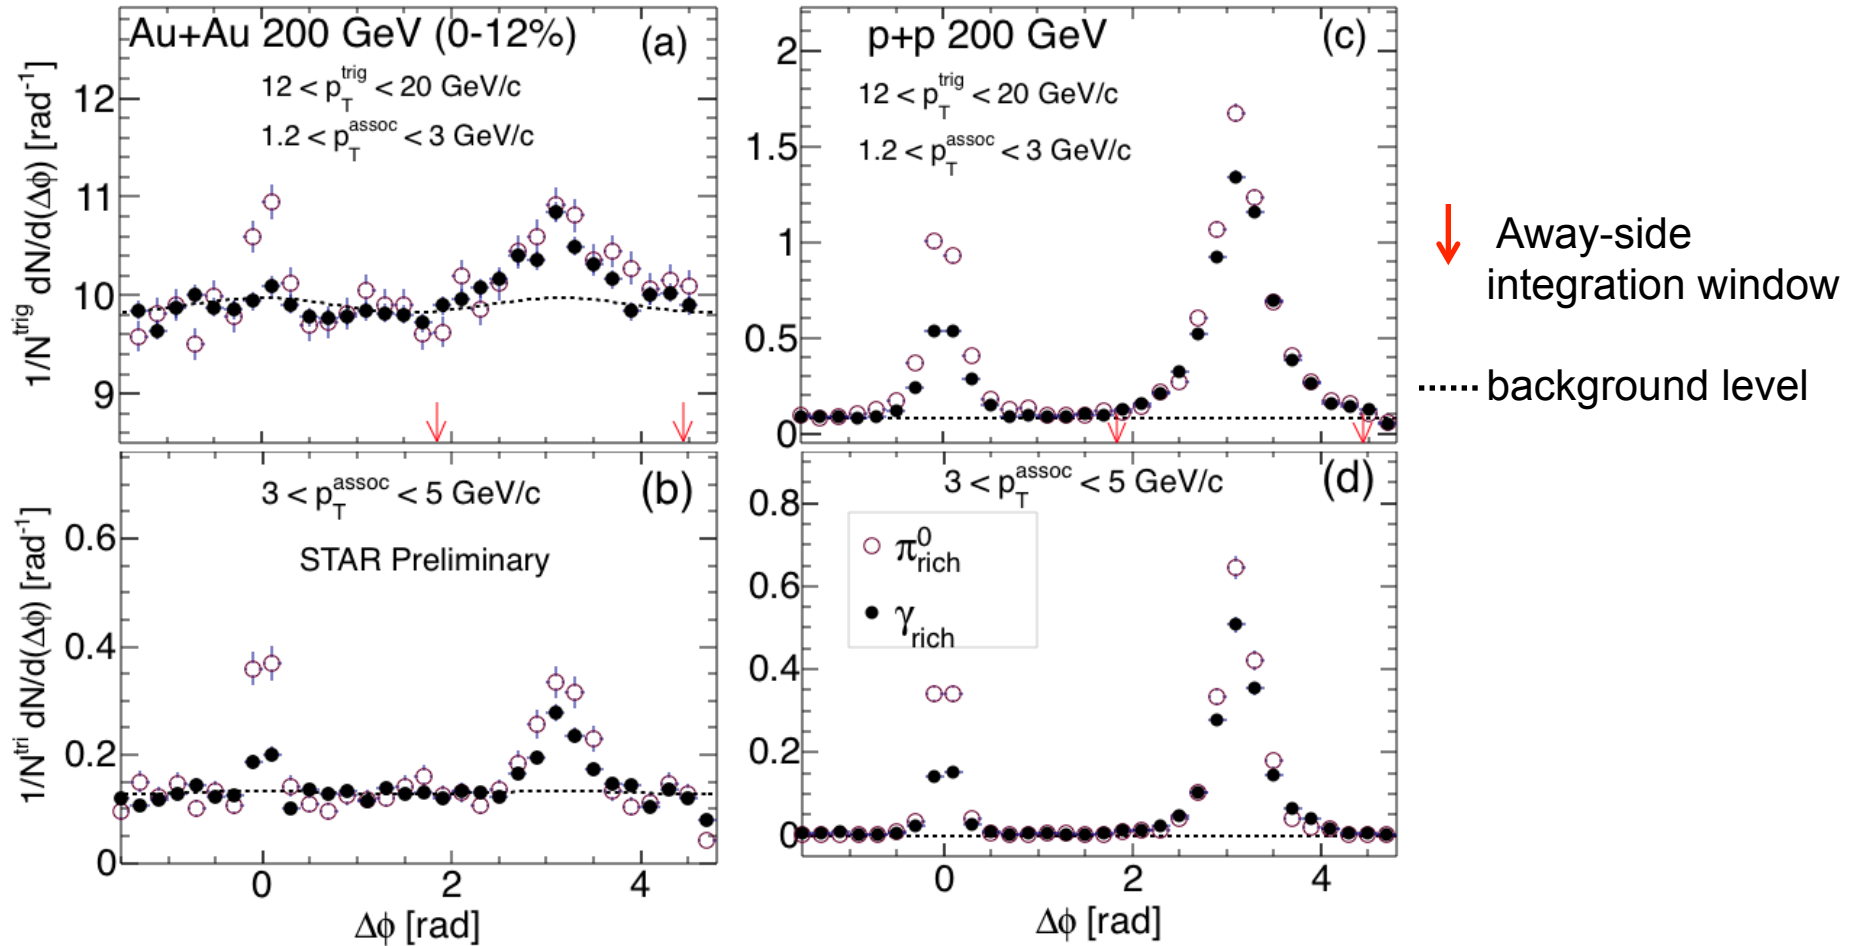 Au+Au 200 GeV (0-12%)
(a)
12 < p_T^trig < 20 GeV/c
1.2 < p_T^assoc < 3 GeV/c
1/N^trig dN/d(Δϕ) [rad^-1]
12
11
10
9
p+p 200 GeV
(c)
12 < p_T^trig < 20 GeV/c
1.2 < p_T^assoc < 3 GeV/c
2
1.5
1
0.5
0
Away-side
integration window
background level
3 < p_T^assoc < 5 GeV/c
(b)
STAR Preliminary
1/N^tri dN/d(Δϕ) [rad^-1]
0.6
0.4
0.2
0
0
2
4
Δϕ [rad]
3 < p_T^assoc < 5 GeV/c
(d)
π^0_rich
γ_rich
0.8
0.6
0.4
0.2
0
0
2
4
Δϕ [rad]